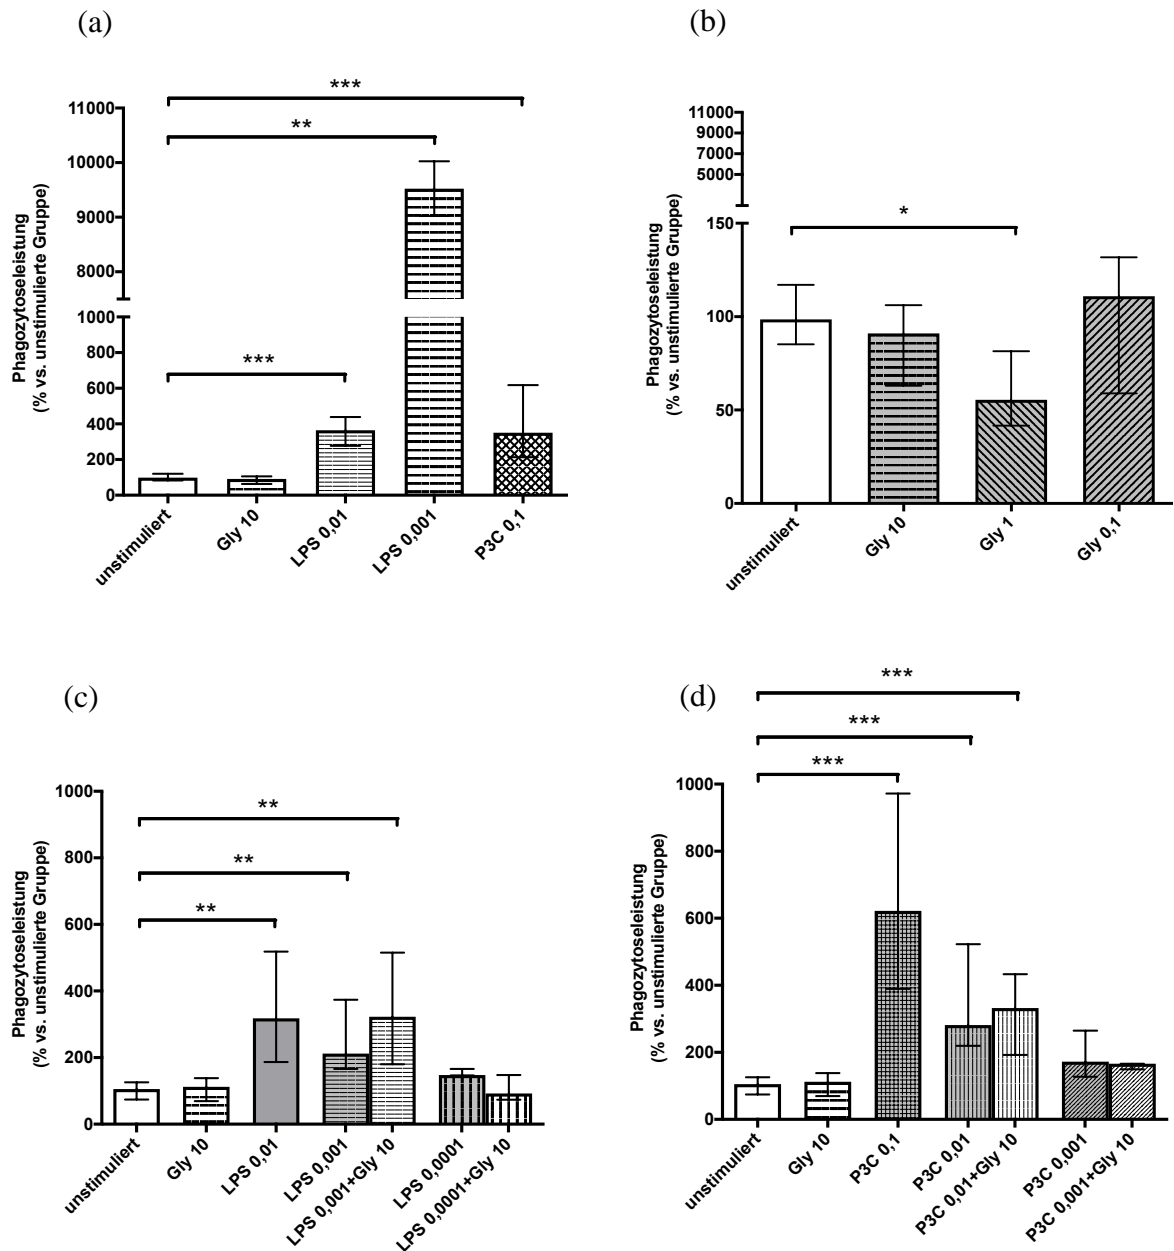 (a)
Phagozytoseleistung
(% vs. unstimulierte Gruppe)
11000
10000
9000
8000
1000
800
600
400
200
0
***
**
***
unstimuliert
Gly 10
LPS 0,01
LPS 0,001
P3C 0,1
(b)
Phagozytoseleistung
(% vs. unstimulierte Gruppe)
11000
9000
7000
5000
150
100
50
0
*
unstimuliert
Gly 10
Gly 1
Gly 0,1
(c)
Phagozytoseleistung
(% vs. unstimulierte Gruppe)
1000
800
600
400
200
0
**
**
**
unstimuliert
Gly 10
LPS 0,01
LPS 0,001
LPS 0,001+Gly 10
LPS 0,0001
LPS 0,0001+Gly 10
(d)
Phagozytoseleistung
(% vs. unstimulierte Gruppe)
1000
800
600
400
200
0
***
***
***
unstimuliert
Gly 10
P3C 0,1
P3C 0,01
P3C 0,01+Gly 10
P3C 0,001
P3C 0,001+Gly 10